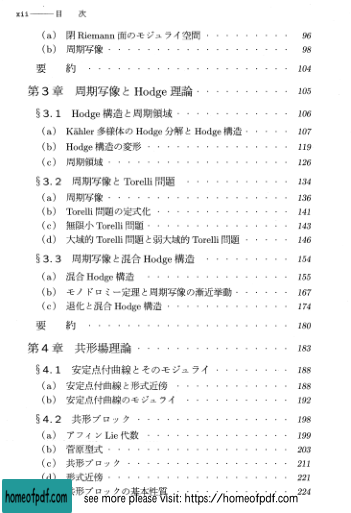 xii——目 次
(a) 閉 Riemann 面のモジュライ空間 · · · · · · · · · 96
(b) 周期写像 · · · · · · · · · · · · · · · · · · 98
要 約 · · · · · · · · · · · · · · · · · · · · 104
第3章 周期写像と Hodge 理論 · · · · · · · · · · 105
§3.1 Hodge 構造と周期領域 · · · · · · · · · · · 106
(a) Kähler 多様体の Hodge 分解と Hodge 構造 · · · · · 107
(b) Hodge 構造の変形 · · · · · · · · · · · · · · 119
(c) 周期領域 · · · · · · · · · · · · · · · · · · 126
§3.2 周期写像と Torelli 問題 · · · · · · · · · · · 134
(a) 周期写像 · · · · · · · · · · · · · · · · · · 136
(b) Torelli 問題の定式化 · · · · · · · · · · · · · 141
(c) 無限小 Torelli 問題 · · · · · · · · · · · · · · 143
(d) 大域的 Torelli 問題と弱大域的 Torelli 問題 · · · · · 146
§3.3 周期写像と混合 Hodge 構造 · · · · · · · · · 154
(a) 混合 Hodge 構造 · · · · · · · · · · · · · · · 155
(b) モノドロミー定理と周期写像の漸近挙動 · · · · · · 167
(c) 退化と混合 Hodge 構造 · · · · · · · · · · · · 174
要 約 · · · · · · · · · · · · · · · · · · · · 180
第4章 共形場理論 · · · · · · · · · · · · · · · 183
§4.1 安定点付曲線とそのモジュライ · · · · · · · · 188
(a) 安定点付曲線と形式近傍 · · · · · · · · · · · · 188
(b) 安定点付曲線のモジュライ · · · · · · · · · · · 192
§4.2 共形ブロック · · · · · · · · · · · · · · · · 198
(a) アフィン Lie 代数 · · · · · · · · · · · · · · 199
(b) 菅原型式 · · · · · · · · · · · · · · · · · · 203
(c) 共形ブロック · · · · · · · · · · · · · · · · 211
(d) 形式近傍 · · · · · · · · · · · · · · · · · · 221
共形ブロックの基本性質 · · · · · · · · · · · · 224
homeofpdf.com see more please visit: https://homeofpdf.com